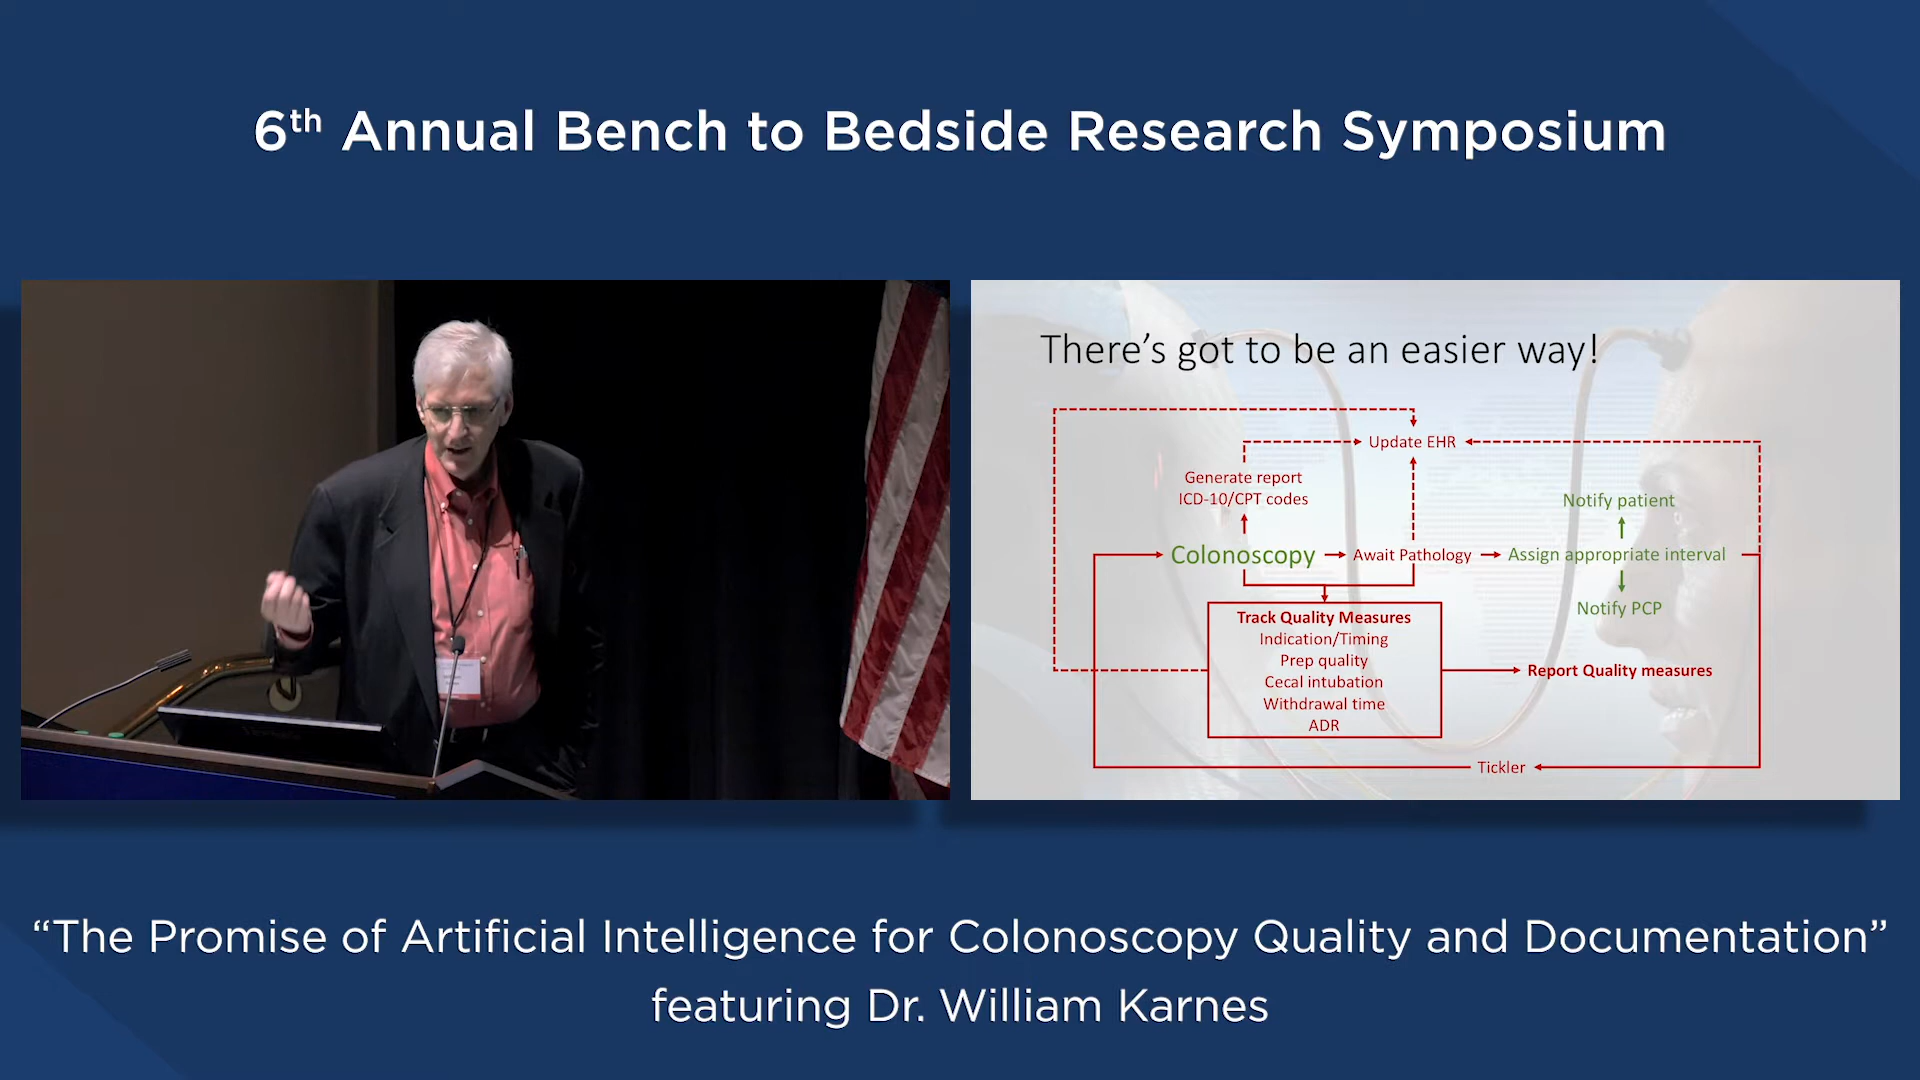 6th Annual Bench to Bedside Research Symposium
There's got to be an easier way!
Update EHR
Generate report
ICD-10/CPT codes
Notify patient
Colonoscopy
Await Pathology
Assign appropriate interval
Notify PCP
Track Quality Measures
Indication/Timing
Prep quality
Cecal intubation
Withdrawal time
ADR
Report Quality measures
Tickler
“The Promise of Artificial Intelligence for Colonoscopy Quality and Documentation”
featuring Dr. William Karnes